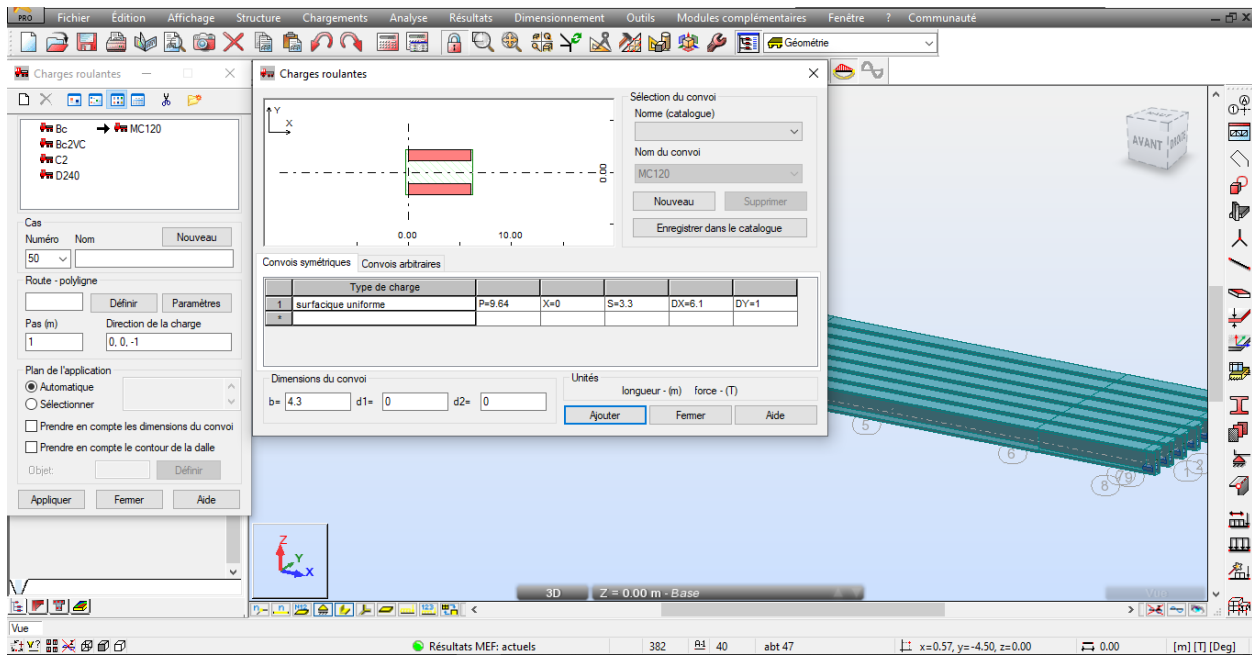 PRO Fichier Édition Affichage Structure Chargements Analyse Résultats Dimensionnement Outils Modules complémentaires Fenêtre ? Communauté
Géométrie
Charges roulantes
Bc → MC120
Bc2VC
C2
D240
Cas
Numéro Nom Nouveau
50
Route - polyligne
Définir Paramètres
Pas (m) Direction de la charge
1 0, 0, -1
Plan de l'application
Automatique
Sélectionner
Prendre en compte les dimensions du convoi
Prendre en compte le contour de la dalle
Objet: Définir
Appliquer Fermer Aide
Charges roulantes
Y
X
0.00
0.00 10.00
Sélection du convoi
Norme (catalogue)
Nom du convoi
MC120
Nouveau Supprimer
Enregistrer dans le catalogue
Convois symétriques Convois arbitraires
Type de charge
1 surfacique uniforme P=9.64 X=0 S=3.3 DX=6.1 DY=1
*
Dimensions du convoi
b= 4.3 d1= 0 d2= 0
Unités
longueur - (m) force - (T)
Ajouter Fermer Aide
AVANT
5
6
8
9
1
2
Z
Y
X
3D Z = 0.00 m - Base
Vue
Vue
Résultats MEF: actuels 382 40 abt 47 x=0.57, y=-4.50, z=0.00 0.00 [m] [T] [Deg]